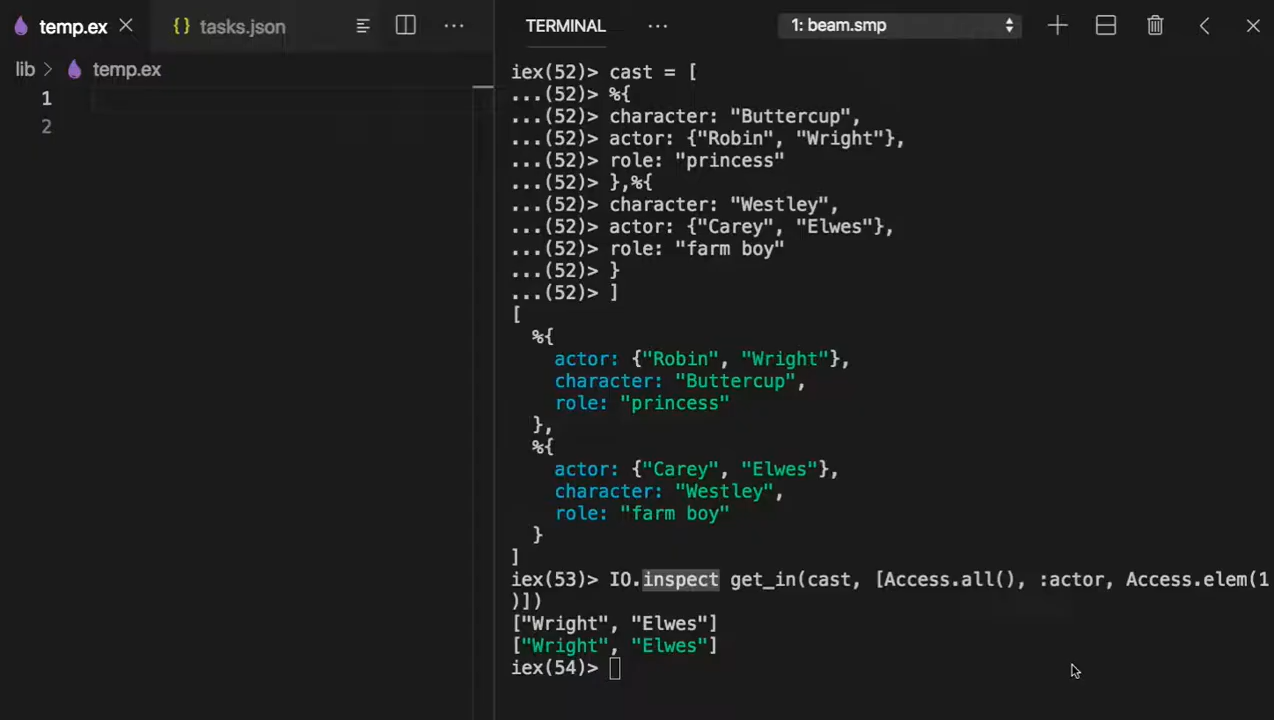 temp.ex
{} tasks.json
lib > temp.ex
1
2
TERMINAL
1: beam.smp
iex(52)> cast = [
...(52)> %{
...(52)> character: "Buttercup",
...(52)> actor: {"Robin", "Wright"},
...(52)> role: "princess"
...(52)> },%{
...(52)> character: "Westley",
...(52)> actor: {"Carey", "Elwes"},
...(52)> role: "farm boy"
...(52)> }
...(52)> ]
[
  %{
    actor: {"Robin", "Wright"},
    character: "Buttercup",
    role: "princess"
  },
  %{
    actor: {"Carey", "Elwes"},
    character: "Westley",
    role: "farm boy"
  }
]
iex(53)> IO.inspect get_in(cast, [Access.all(), :actor, Access.elem(1
)])
["Wright", "Elwes"]
["Wright", "Elwes"]
iex(54)>